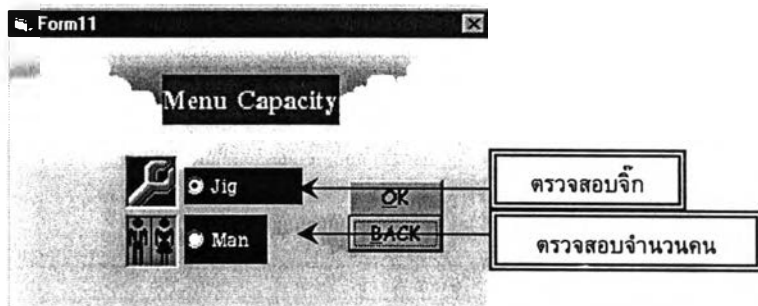 Form11
Menu Capacity
Jig
OK
ตรวจสอบจิ๊ก
Man
BACK
ตรวจสอบจำนวนคน